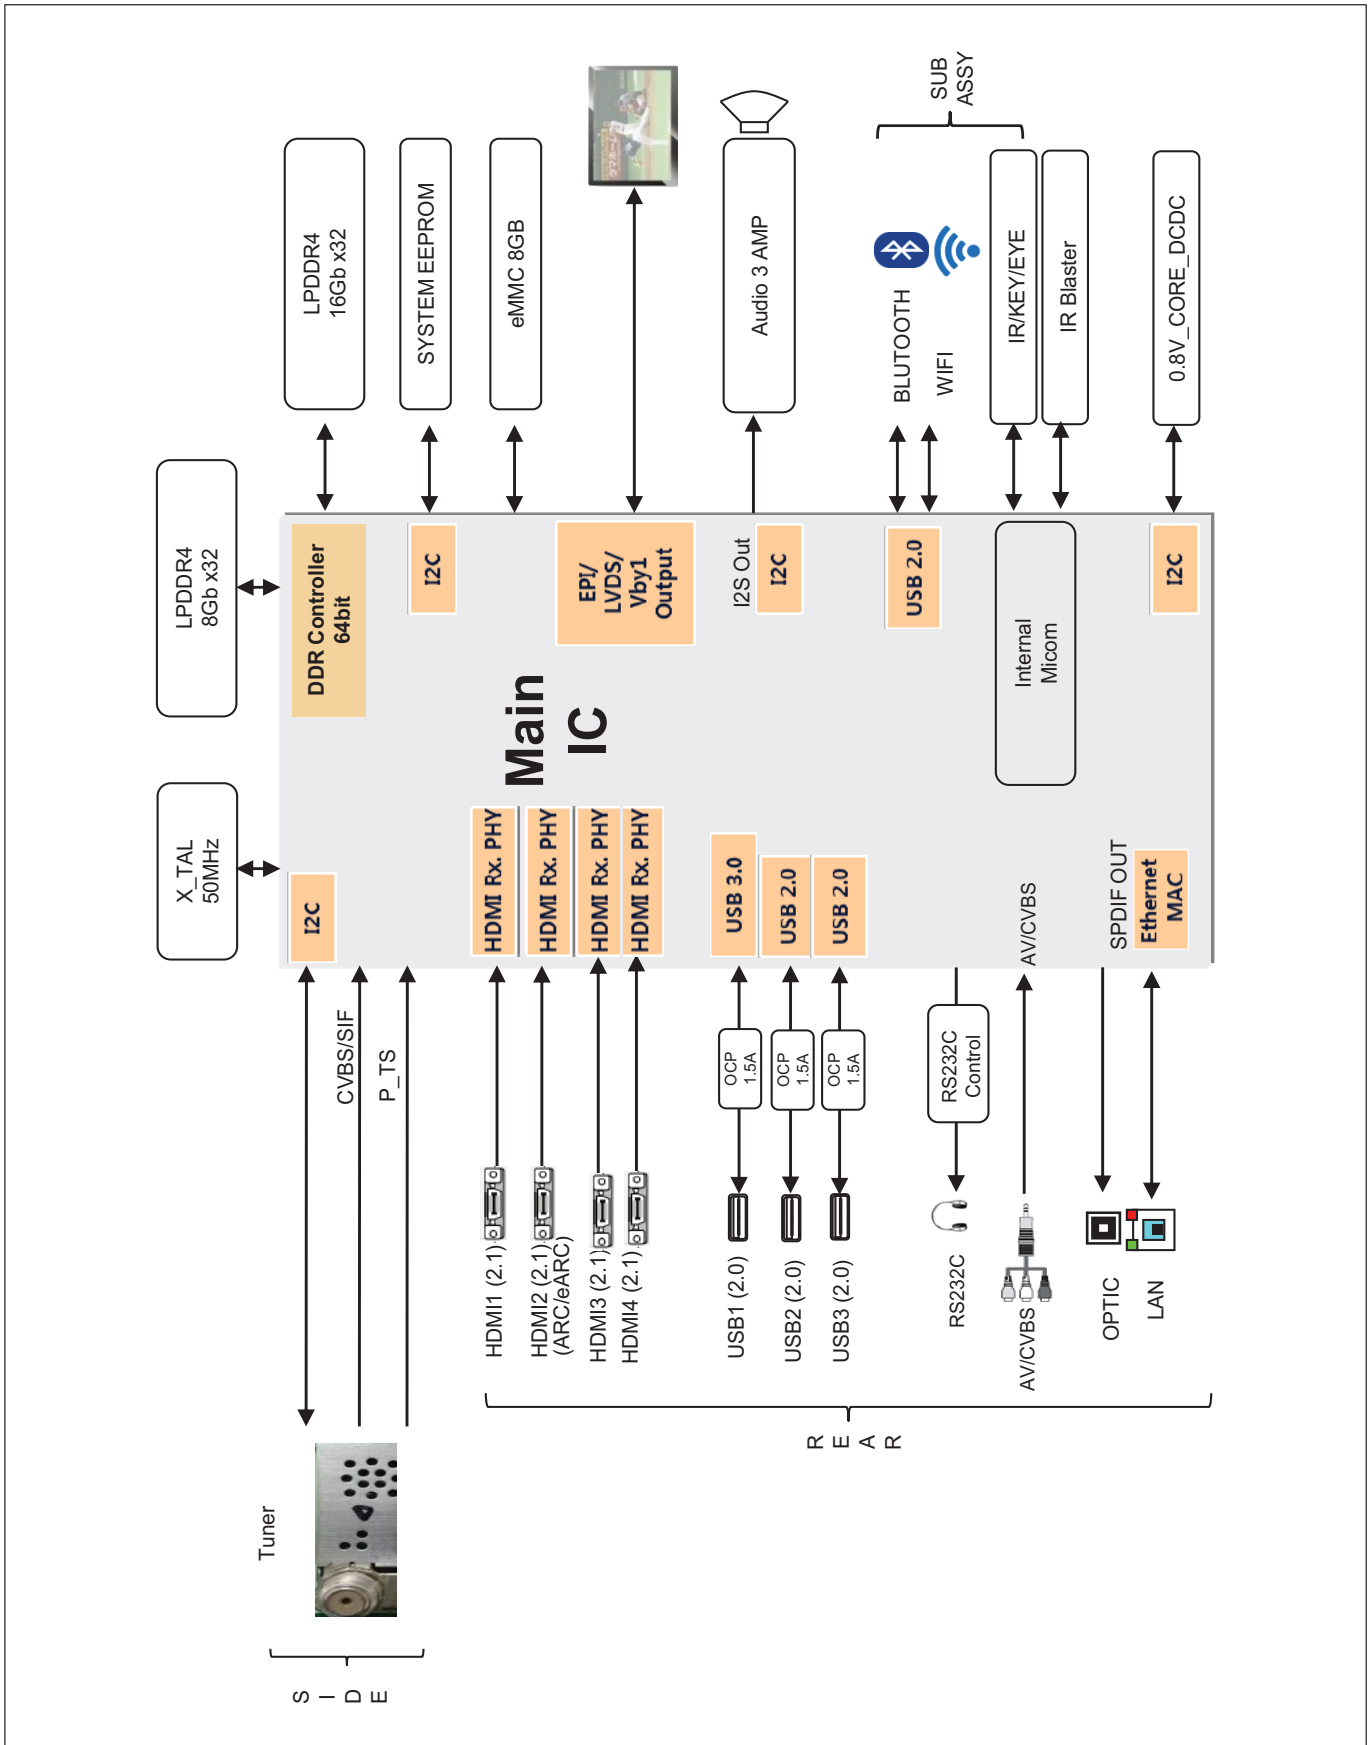 S
I
D
E
Tuner
CVBS/SIF
P_TS
X_TAL
50MHz
LPDDR4
8Gb x32
LPDDR4
16Gb x32
SYSTEM EEPROM
eMMC 8GB
Audio 3 AMP
SUB
ASSY
BLUTOOTH
WIFI
IR/KEY/EYE
IR Blaster
0.8V_CORE_DCDC
Main
IC
I2C
DDR Controller
64bit
I2C
EPI/
LVDS/
Vby1
Output
I2S Out
I2C
USB 2.0
Internal
Micom
I2C
HDMI Rx. PHY
HDMI Rx. PHY
HDMI Rx. PHY
HDMI Rx. PHY
USB 3.0
USB 2.0
USB 2.0
AV/CVBS
SPDIF OUT
Ethernet
MAC
OCP
1.5A
OCP
1.5A
OCP
1.5A
RS232C
Control
HDMI1 (2.1)
HDMI2 (2.1)
(ARC/eARC)
HDMI3 (2.1)
HDMI4 (2.1)
USB1 (2.0)
USB2 (2.0)
USB3 (2.0)
RS232C
AV/CVBS
OPTIC
LAN
R
E
A
R